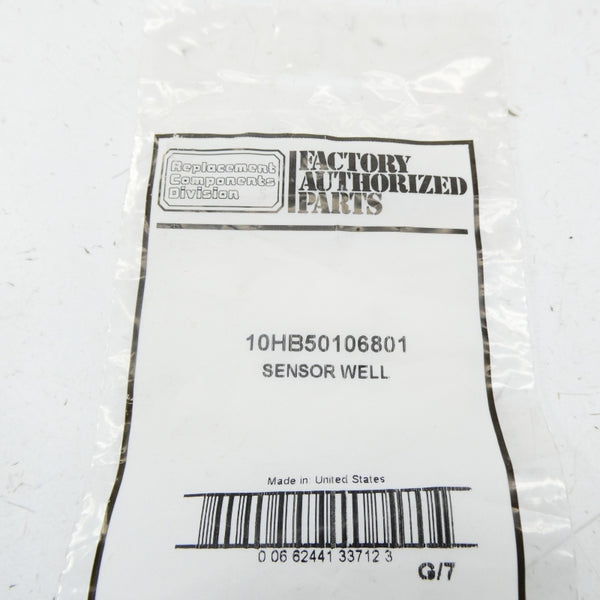 Replacement
Components
Division
FACTORY
AUTHORIZED
PARTS
10HB50106801
SENSOR WELL
Made in: United States
0 06 62441 33712 3
G/7